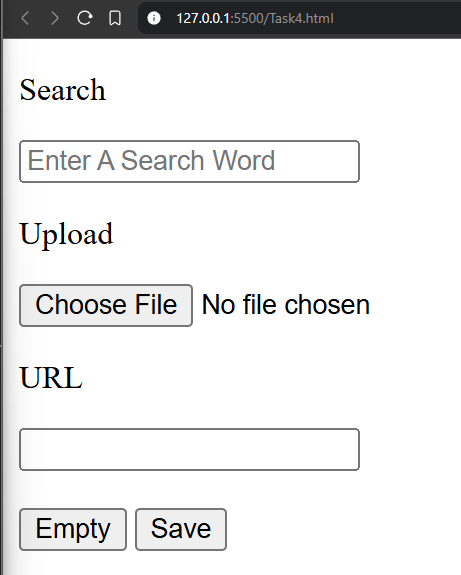 127.0.0.1:5500/Task4.html
Search
Enter A Search Word
Upload
Choose File No file chosen
URL
Empty Save